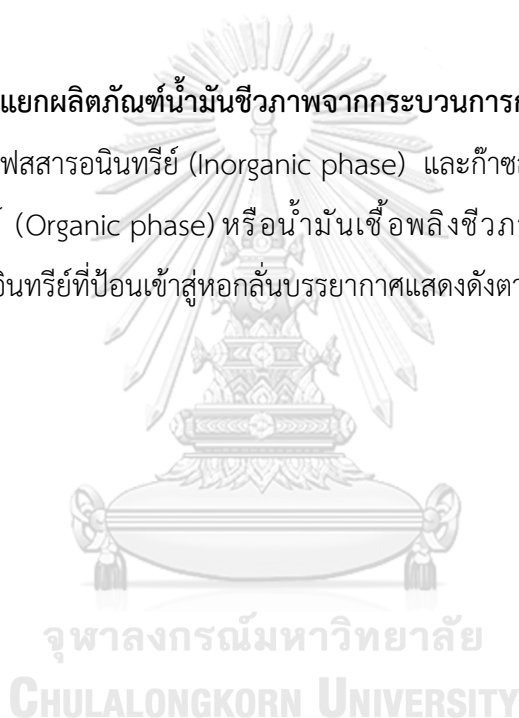 แยกผลิตภัณฑ์น้ำมันชีวภาพจากกระบวนการ
เฟสสารอนินทรีย์ (Inorganic phase) และก๊าซ
(Organic phase) หรือน้ำมันเชื้อเพลิงชีวภ
อินทรีย์ที่ป้อนเข้าสู่หอกลั่นบรรยากาศแสดงดังต
จุฬาลงกรณ์มหาวิทยาลัย
CHULALONGKORN UNIVERSITY